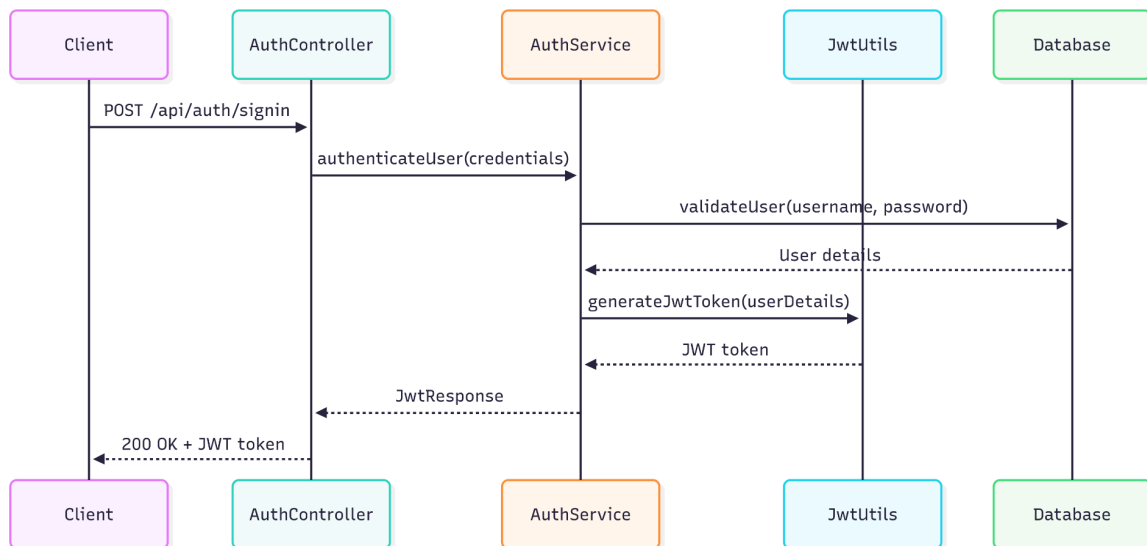 Client
AuthController
AuthService
JwtUtils
Database
POST /api/auth/signin
authenticateUser(credentials)
validateUser(username, password)
User details
generateJwtToken(userDetails)
JWT token
JwtResponse
200 OK + JWT token
Client
AuthController
AuthService
JwtUtils
Database